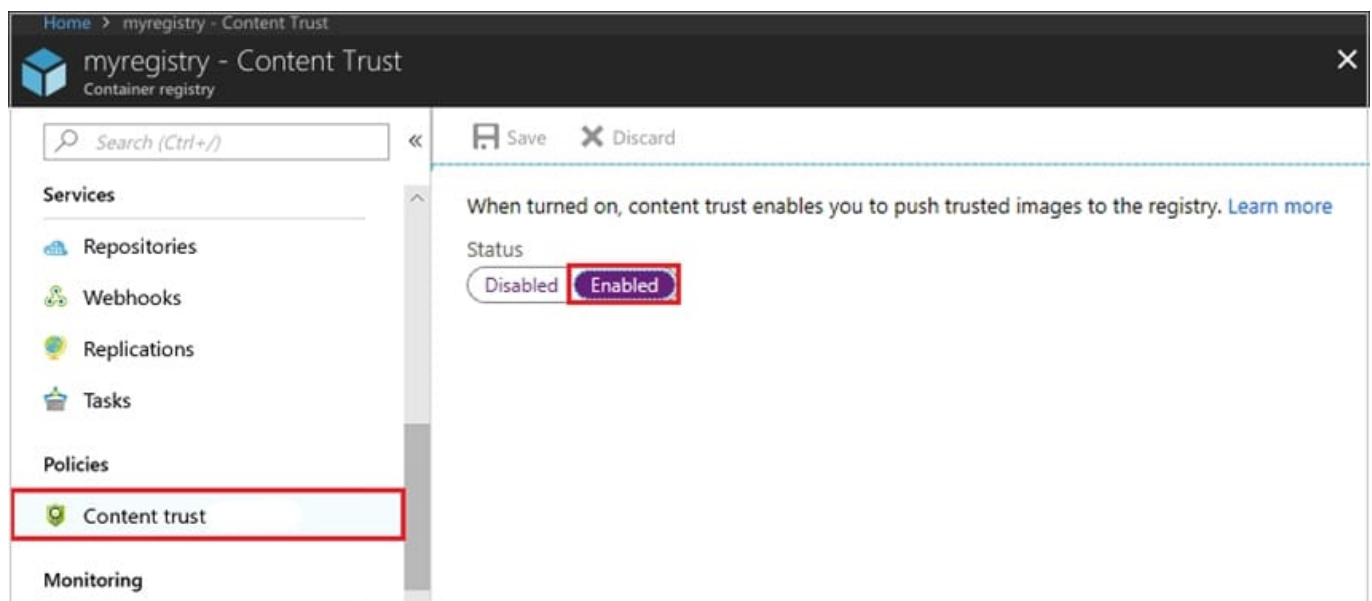 Home > myregistry - Content Trust
myregistry - Content Trust
Container registry
Search (Ctrl+/)
«
Save Discard
Services
Repositories
Webhooks
Replications
Tasks
Policies
Content trust
Monitoring
When turned on, content trust enables you to push trusted images to the registry. Learn more
Status
Disabled Enabled